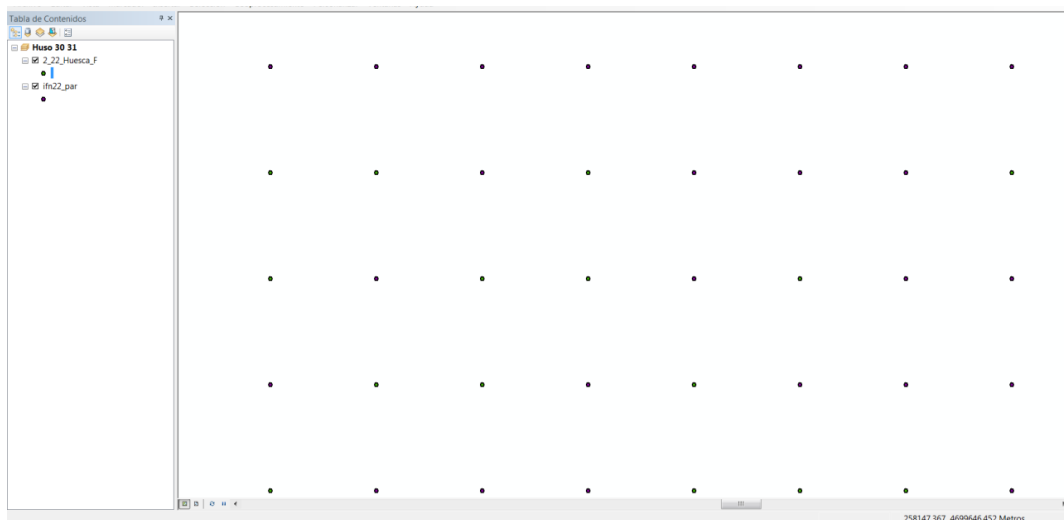 Tabla de Contenidos
Huso 30 31
2_22_Huesca_F
ifn22_par
258147,367 4699646,452 Metros